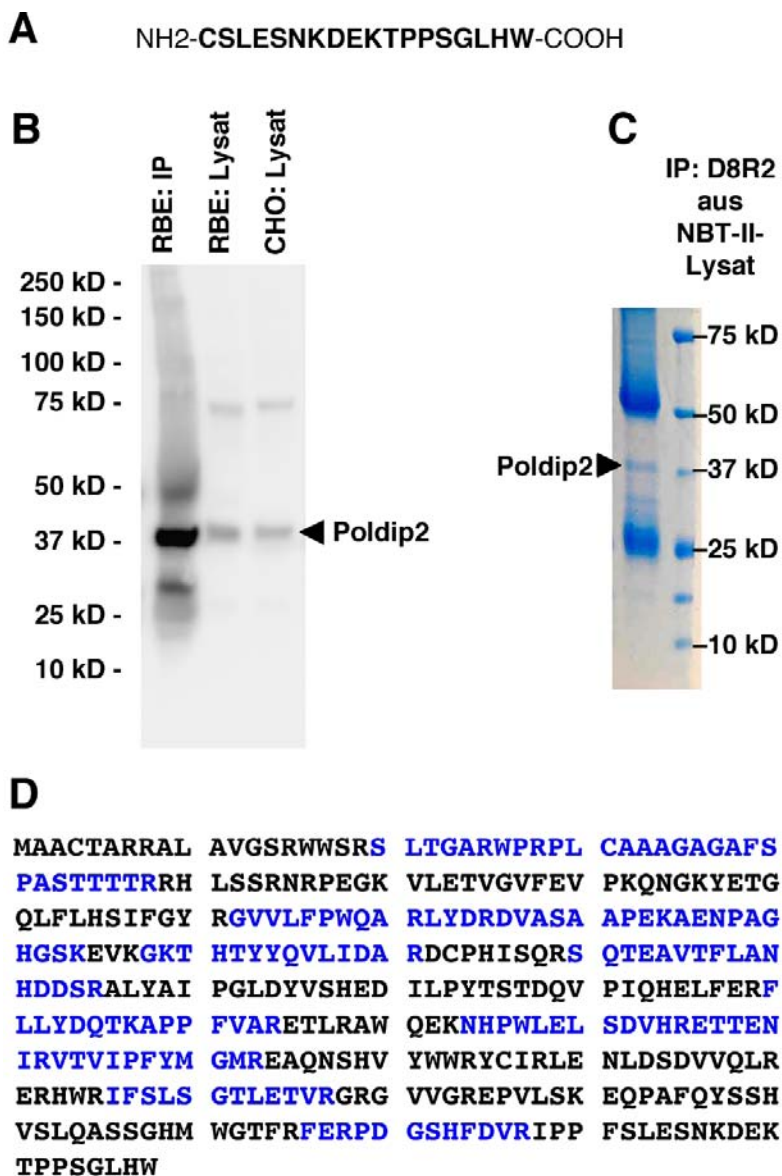 A
NH2-CSLESNKDEKTPPSGLHW-COOH
B
RBE: IP
RBE: Lysat
CHO: Lysat
250 kD -
150 kD -
100 kD -
75 kD -
50 kD -
37 kD -
25 kD -
10 kD -
Poldip2
C
IP: D8R2
aus
NBT-II-
Lysat
75 kD
50 kD
37 kD
25 kD
10 kD
Poldip2
D
MAACTARRAL AVGSRWWSRS LTGARWPRPL CAAAGAGAFS
PASTTTTRRH LSSRNRPEGK VLETVGVFEV PKQNGKYETG
QLFLHSIFGY RGVVLFPWQA RLYDRDVASA APEKAENPAG
HGSKEVKGKT HTYYQVLIDA RDCPHISQRS QTEAVTFLAN
HDDSRALYAI PGLDYVSHED ILPYTSTDQV PIQHELFERF
LLYDQTKAPP FVARETLRAW QEKNHPWLEL SDVHRETTEN
IRVTVIPFYM GMREAQNSHV YWWRYCIRLE NLDSDVVQLR
ERHWRIFSLS GTLETVRGRG VVGREPVLSK EQPAFQYSSH
VSLQASSGHM WGTFRFERPD GSHFDVRIPP FSLESNKDEK
TPPSGLHW